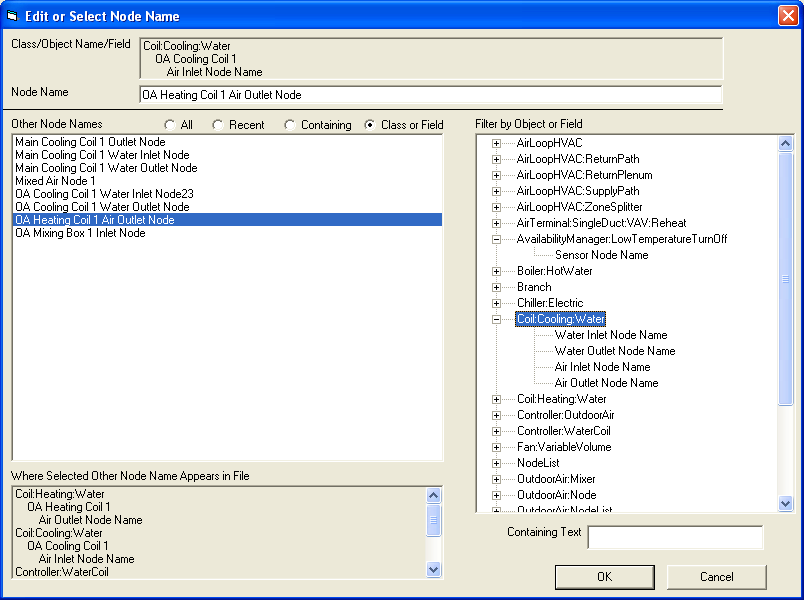 Edit or Select Node Name
Class/Object Name/Field
Coil:Cooling:Water
OA Cooling Coil 1
Air Inlet Node Name
Node Name
OA Heating Coil 1 Air Outlet Node
Other Node Names
All
Recent
Containing
Class or Field
Main Cooling Coil 1 Outlet Node
Main Cooling Coil 1 Water Inlet Node
Main Cooling Coil 1 Water Outlet Node
Mixed Air Node 1
OA Cooling Coil 1 Water Inlet Node23
OA Cooling Coil 1 Water Outlet Node
OA Heating Coil 1 Air Outlet Node
OA Mixing Box 1 Inlet Node
Where Selected Other Node Name Appears in File
Coil:Heating:Water
OA Heating Coil 1
Air Outlet Node Name
Coil:Cooling:Water
OA Cooling Coil 1
Air Inlet Node Name
Controller:WaterCoil
Filter by Object or Field
AirLoopHVAC
AirLoopHVAC:ReturnPath
AirLoopHVAC:ReturnPlenum
AirLoopHVAC:SupplyPath
AirLoopHVAC:ZoneSplitter
AirTerminal:SingleDuct:VAV:Reheat
AvailabilityManager:LowTemperatureTurnOff
Sensor Node Name
Boiler:HotWater
Branch
Chiller:Electric
Coil:Cooling:Water
Water Inlet Node Name
Water Outlet Node Name
Air Inlet Node Name
Air Outlet Node Name
Coil:Heating:Water
Controller:OutdoorAir
Controller:WaterCoil
Fan:VariableVolume
NodeList
OutdoorAir:Mixer
OutdoorAir:Node
OutdoorAir:NodeList
Containing Text
OK
Cancel